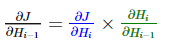 ∂J/∂H_{i−1} = ∂J/∂H_i × ∂H_i/∂H_{i−1}